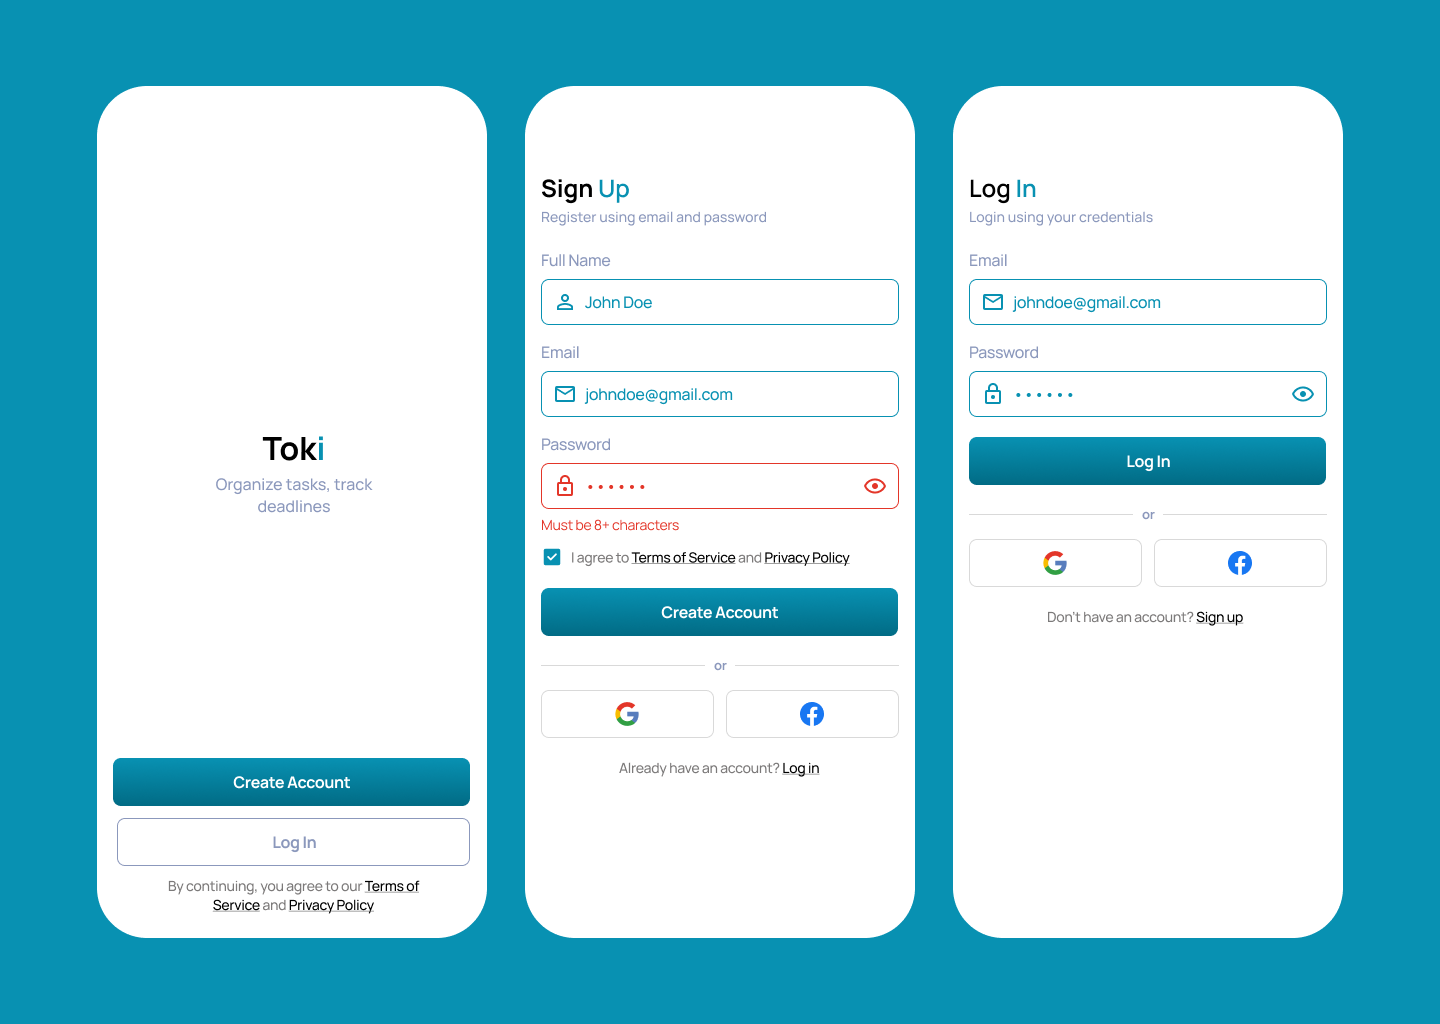 Toki
Organize tasks, track
deadlines
Create Account
Log In
By continuing, you agree to our Terms of
Service and Privacy Policy
Sign Up
Register using email and password
Full Name
John Doe
Email
johndoe@gmail.com
Password
Must be 8+ characters
I agree to Terms of Service and Privacy Policy
Create Account
or
Already have an account? Log in
Log In
Login using your credentials
Email
johndoe@gmail.com
Password
Log In
or
Don't have an account? Sign up